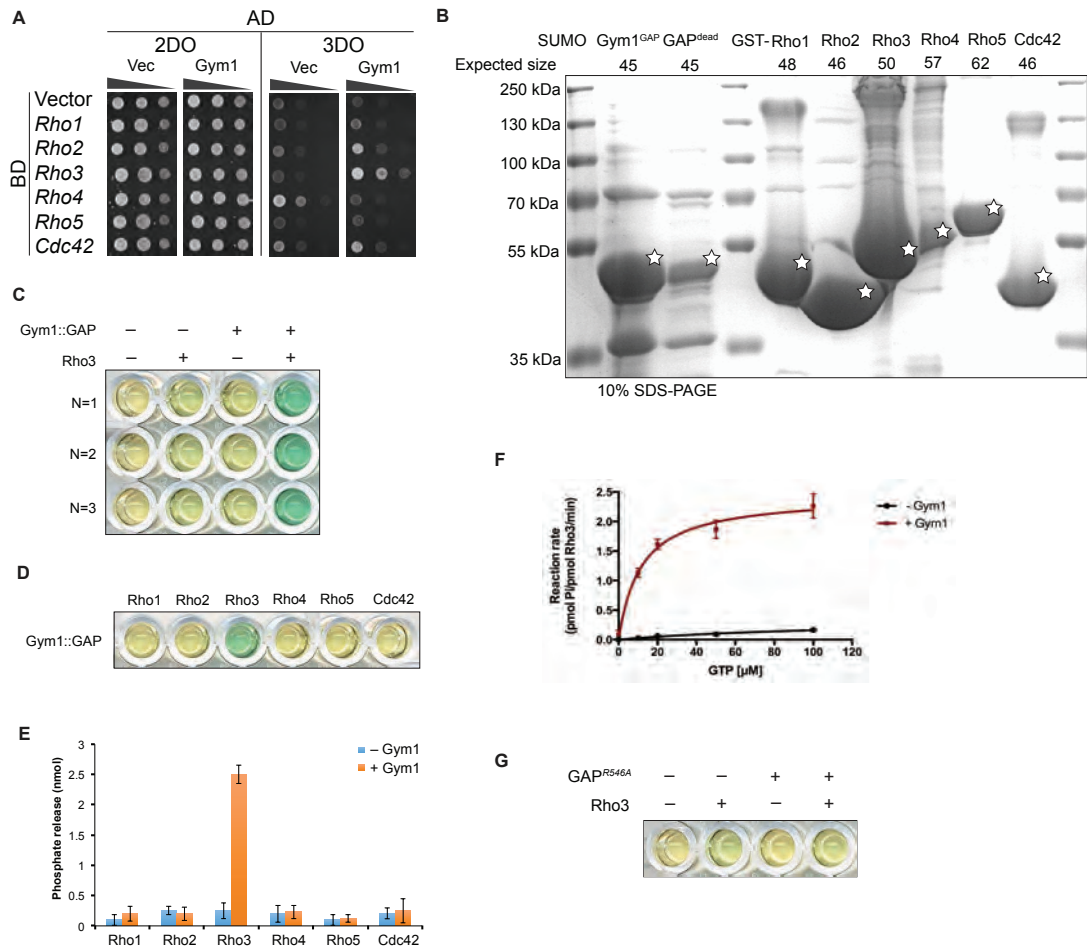 A
AD
2DO
3DO
Vec
Gym1
Vec
Gym1
BD
Vector
Rho1
Rho2
Rho3
Rho4
Rho5
Cdc42
B
SUMO Gym1GAP GAPdead GST-Rho1 Rho2 Rho3 Rho4 Rho5 Cdc42
Expected size 45 45 48 46 50 57 62 46
250 kDa
130 kDa
100 kDa
70 kDa
55 kDa
35 kDa
10% SDS-PAGE
C
Gym1::GAP – – + +
Rho3 – + – +
N=1
N=2
N=3
D
Rho1 Rho2 Rho3 Rho4 Rho5 Cdc42
Gym1::GAP
E
Phosphate release (nmol)
3
2.5
2
1.5
1
0.5
0
– Gym1
+ Gym1
Rho1 Rho2 Rho3 Rho4 Rho5 Cdc42
F
Reaction rate
(pmol Pi/pmol Rho3/min)
2.5
2.0
1.5
1.0
0.5
0.0
0 20 40 60 80 100 120
GTP [µM]
- Gym1
+ Gym1
G
GAPR546A – – + +
Rho3 – + – +